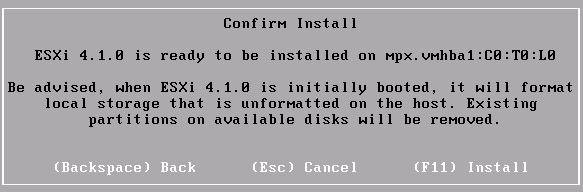 Confirm Install
ESXi 4.1.0 is ready to be installed on mpx.vmhba1:C0:T0:L0
Be advised, when ESXi 4.1.0 is initially booted, it will format
local storage that is unformatted on the host. Existing
partitions on available disks will be removed.
(Backspace) Back (Esc) Cancel (F11) Install